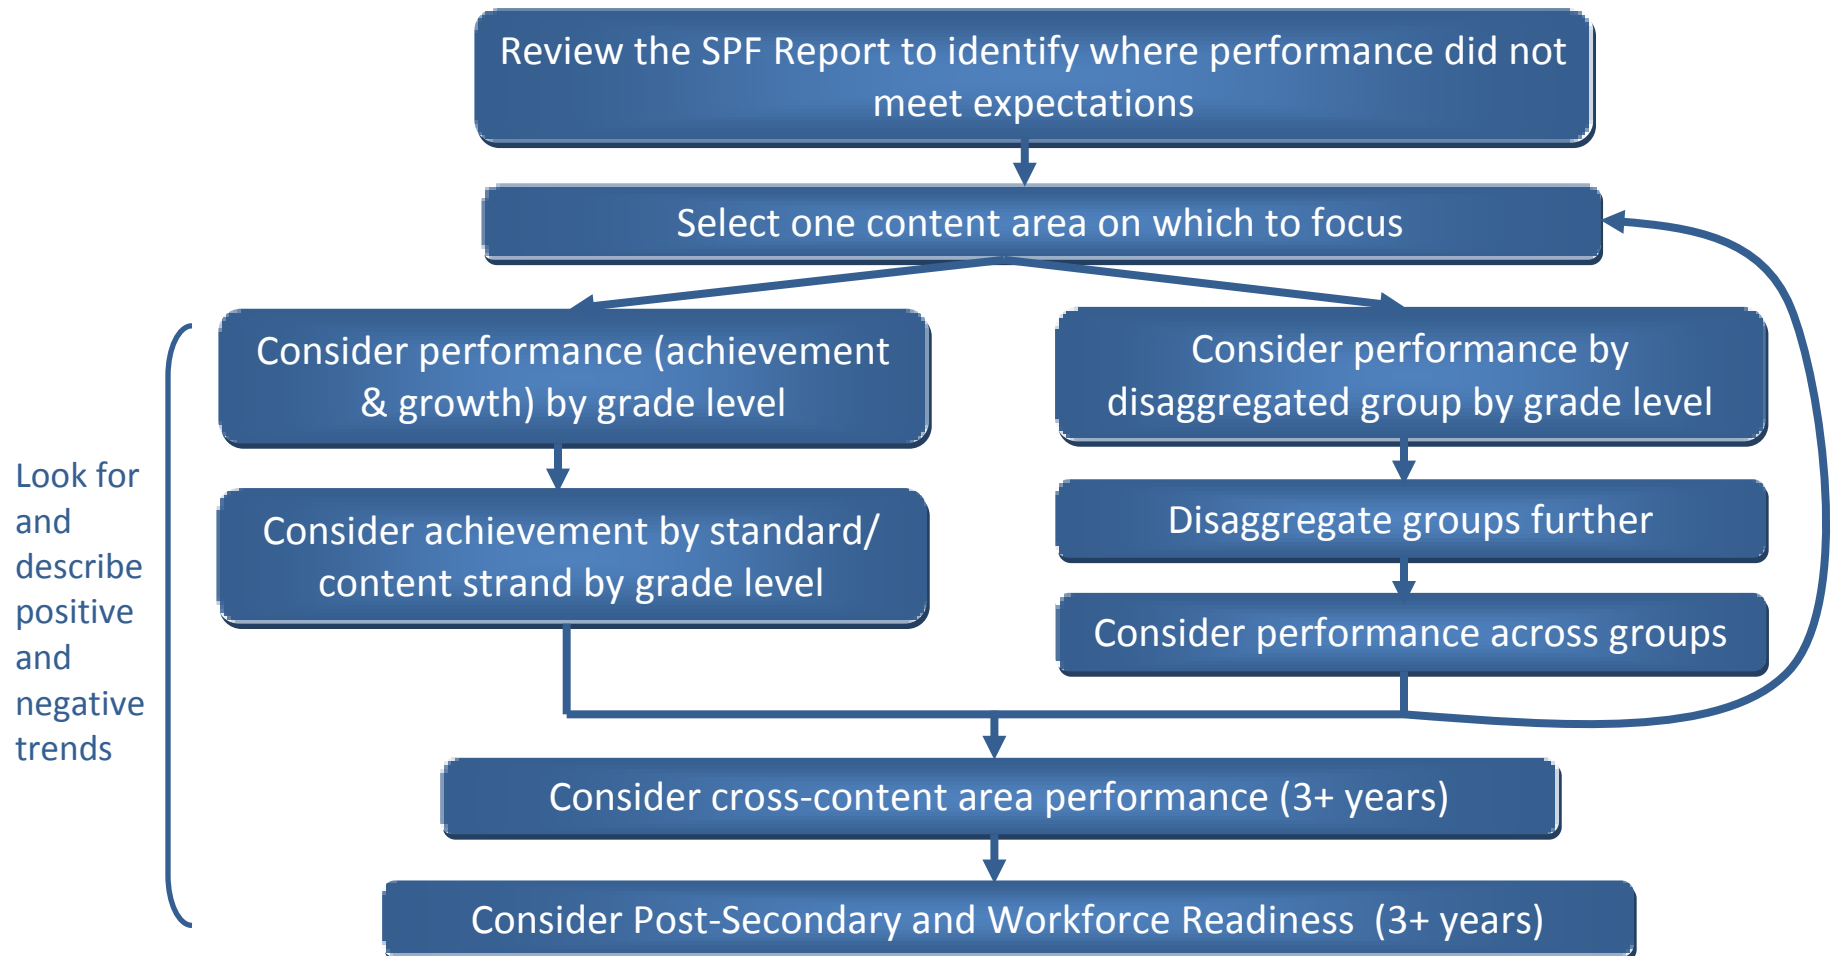 Review the SPF Report to identify where performance did not
meet expectations
Select one content area on which to focus
Consider performance (achievement
& growth) by grade level
Consider performance by
disaggregated group by grade level
Look for
and
describe
positive
and
negative
trends
Consider achievement by standard/
content strand by grade level
Disaggregate groups further
Consider performance across groups
Consider cross-content area performance (3+ years)
Consider Post-Secondary and Workforce Readiness (3+ years)